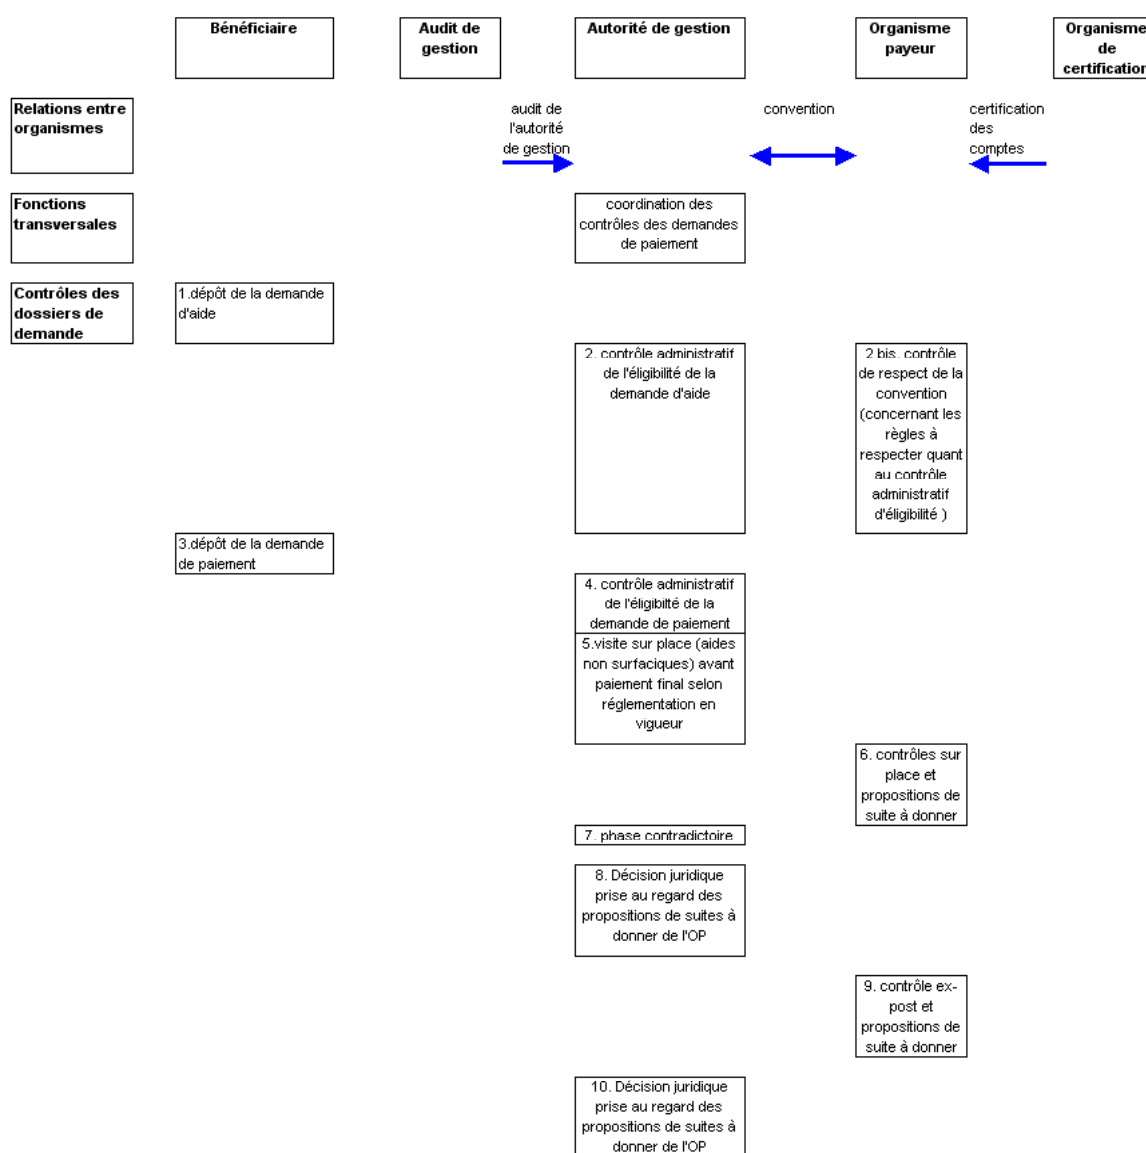 Bénéficiaire
Audit de
gestion
Autorité de gestion
Organisme
payeur
Organisme
de
certification
Relations entre
organismes
audit de
l'autorité
de gestion
convention
certification
des
comptes
Fonctions
transversales
coordination des
contrôles des demandes
de paiement
Contrôles des
dossiers de
demande
1.dépôt de la demande
d'aide
2. contrôle administratif
de l'éligibilité de la
demande d'aide
2 bis. contrôle
de respect de la
convention
(concernant les
règles à
respecter quant
au contrôle
administratif
d'éligibilité )
3.dépôt de la demande
de paiement
4. contrôle administratif
de l'éligibilté de la
demande de paiement
5.visite sur place (aides
non surfaciques) avant
paiement final selon
réglementation en
vigueur
6. contrôles sur
place et
propositions de
suite à donner
7. phase contradictoire
8. Décision juridique
prise au regard des
propositions de suites à
donner de l'OP
9. contrôle ex-
post et
propositions de
suite à donner
10. Décision juridique
prise au regard des
propositions de suites à
donner de l'OP